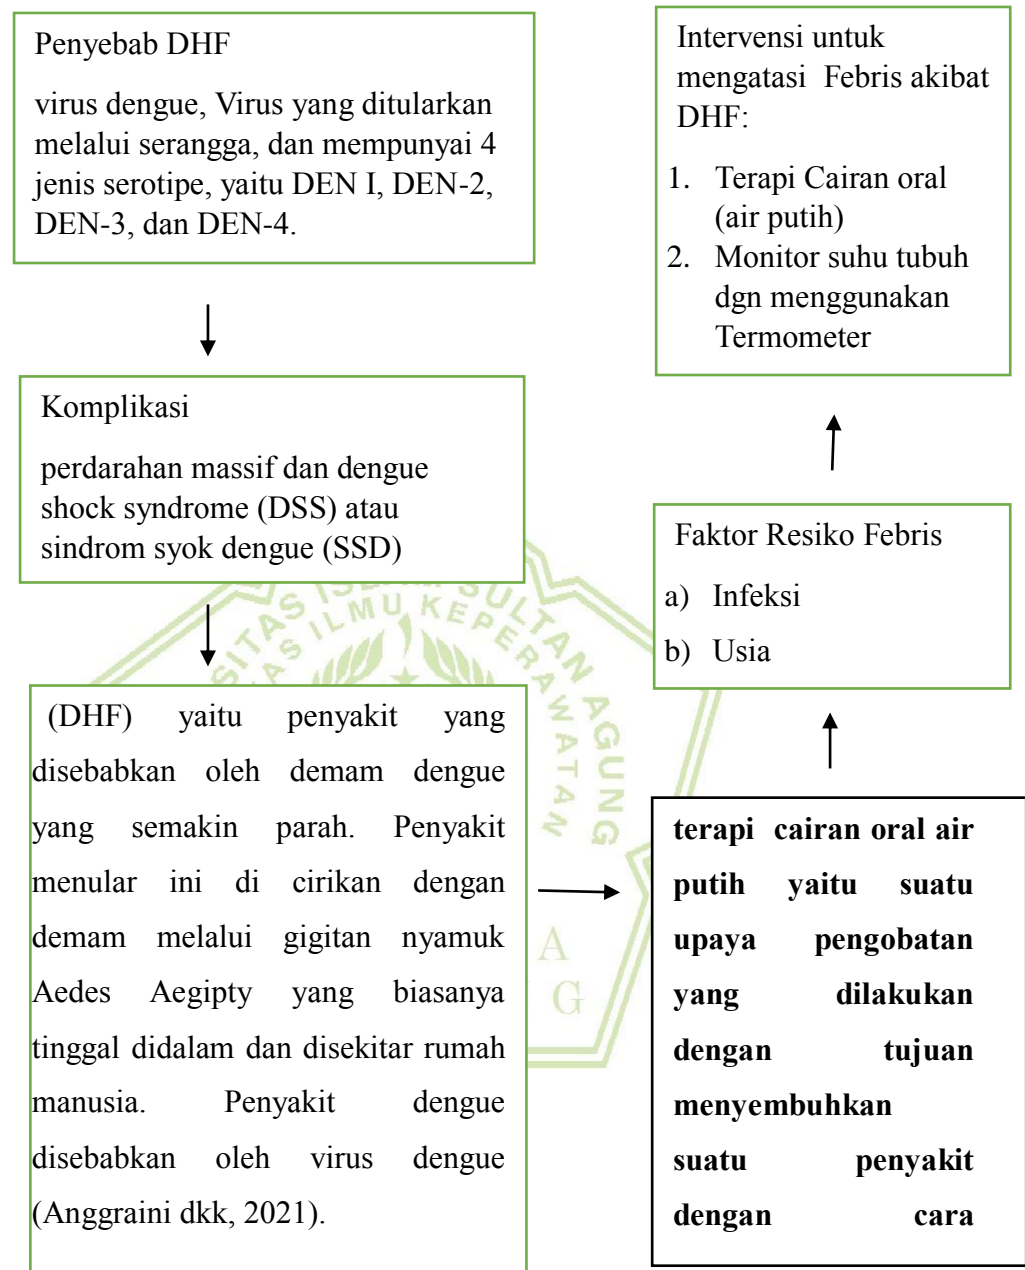 Penyebab DHF
virus dengue, Virus yang ditularkan
melalui serangga, dan mempunyai 4
jenis serotipe, yaitu DEN I, DEN-2,
DEN-3, dan DEN-4.
Komplikasi
perdarahan massif dan dengue
shock syndrome (DSS) atau
sindrom syok dengue (SSD)
(DHF) yaitu penyakit yang
disebabkan oleh demam dengue
yang semakin parah. Penyakit
menular ini di cirikan dengan
demam melalui gigitan nyamuk
Aedes Aegipty yang biasanya
tinggal didalam dan disekitar rumah
manusia. Penyakit dengue
disebabkan oleh virus dengue
(Anggraini dkk, 2021).
Intervensi untuk
mengatasi Febris akibat
DHF:
1. Terapi Cairan oral
(air putih)
2. Monitor suhu tubuh
dgn menggunakan
Termometer
Faktor Resiko Febris
a) Infeksi
b) Usia
terapi cairan oral air
putih yaitu suatu
upaya pengobatan
yang dilakukan
dengan tujuan
menyembuhkan
suatu penyakit
dengan cara
SULTAN AGUNG
ILMU KEPERAWATAN